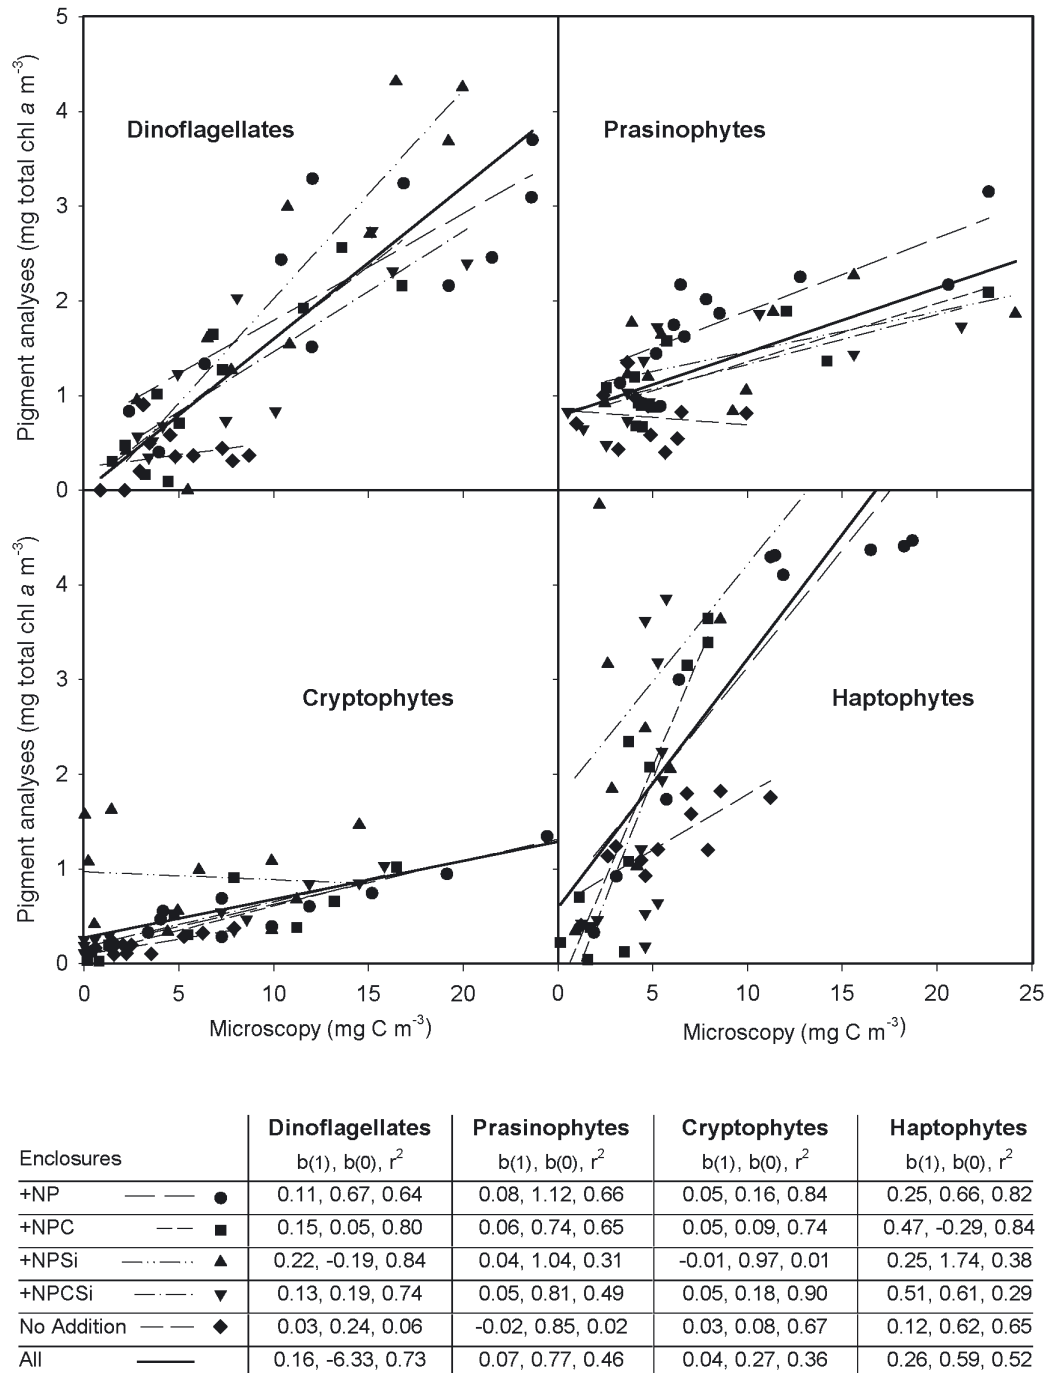 5
4
3
2
1
0
Pigment analyses (mg total chl a m-3)
Dinoflagellates
Prasinophytes
4
3
2
1
0
Pigment analyses (mg total chl a m-3)
Cryptophytes
Haptophytes
0 5 10 15 20 0 5 10 15 20 25
Microscopy (mg C m-3) Microscopy (mg C m-3)
Dinoflagellates Prasinophytes Cryptophytes Haptophytes
Enclosures b(1), b(0), r2 b(1), b(0), r2 b(1), b(0), r2 b(1), b(0), r2
+NP 0.11, 0.67, 0.64 0.08, 1.12, 0.66 0.05, 0.16, 0.84 0.25, 0.66, 0.82
+NPC 0.15, 0.05, 0.80 0.06, 0.74, 0.65 0.05, 0.09, 0.74 0.47, -0.29, 0.84
+NPSi 0.22, -0.19, 0.84 0.04, 1.04, 0.31 -0.01, 0.97, 0.01 0.25, 1.74, 0.38
+NPCSi 0.13, 0.19, 0.74 0.05, 0.81, 0.49 0.05, 0.18, 0.90 0.51, 0.61, 0.29
No Addition 0.03, 0.24, 0.06 -0.02, 0.85, 0.02 0.03, 0.08, 0.67 0.12, 0.62, 0.65
All 0.16, -6.33, 0.73 0.07, 0.77, 0.46 0.04, 0.27, 0.36 0.26, 0.59, 0.52